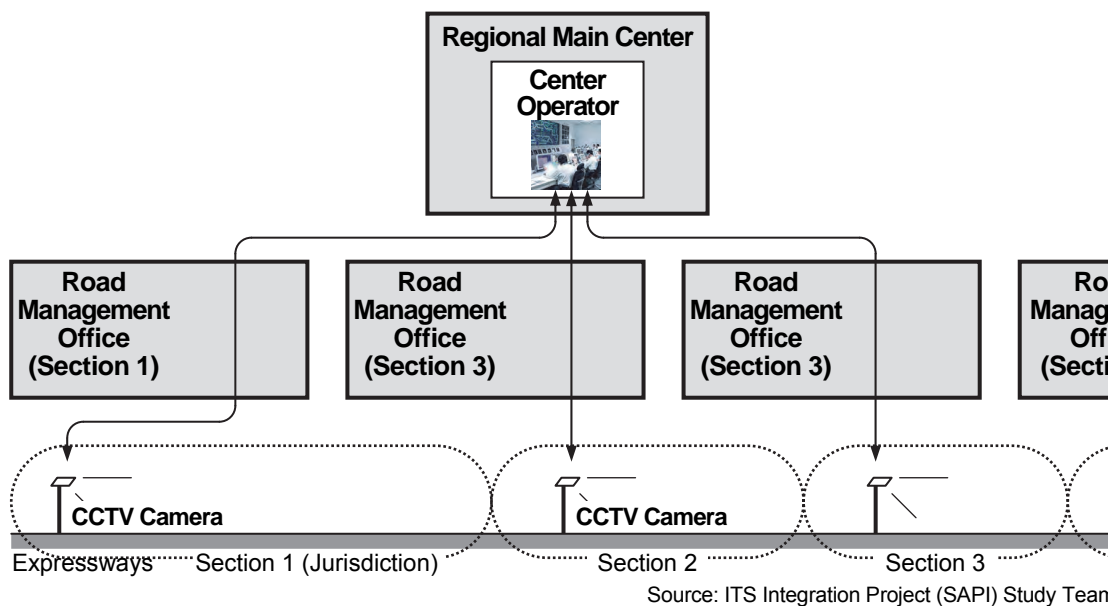 Regional Main Center
Center
Operator
Road
Management
Office
(Section 1)
Road
Management
Office
(Section 3)
Road
Management
Office
(Section 3)
CCTV Camera
CCTV Camera
Expressways
Section 1 (Jurisdiction)
Section 2
Section 3
Source: ITS Integration Project (SAPI) Study Team